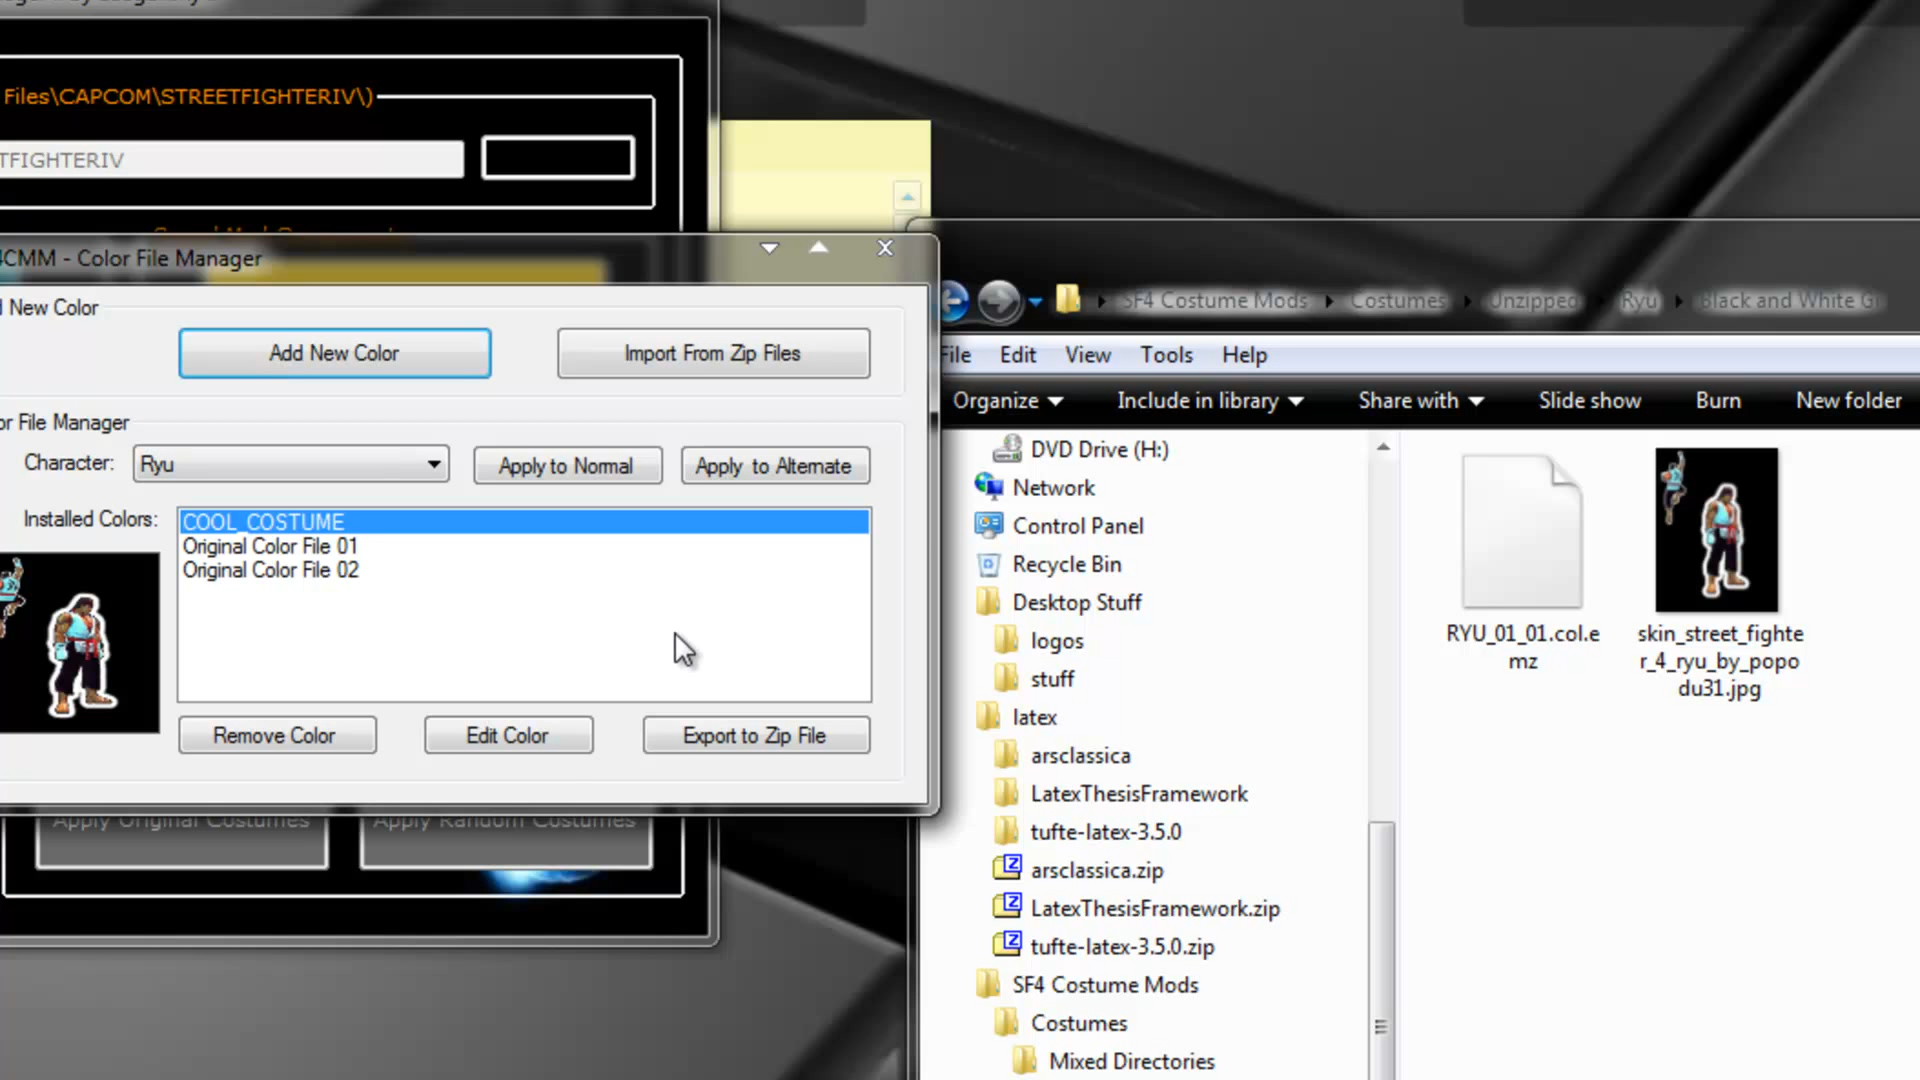 Files\CAPCOM\STREETFIGHTERIV\)
TFIGHTERIV
CMM - Color File Manager
New Color
Add New Color
Import From Zip Files
or File Manager
Character:
Ryu
Apply to Normal
Apply to Alternate
Installed Colors:
COOL_COSTUME
Original Color File 01
Original Color File 02
Remove Color
Edit Color
Export to Zip File
Apply Original Costumes
Apply Random Costumes
SF4 Costume Mods
Costumes
Unzipped
Ryu
Black and White Gi
File
Edit
View
Tools
Help
Organize
Include in library
Share with
Slide show
Burn
New folder
DVD Drive (H:)
Network
Control Panel
Recycle Bin
Desktop Stuff
logos
stuff
latex
arsclassica
LatexThesisFramework
tufte-latex-3.5.0
arsclassica.zip
LatexThesisFramework.zip
tufte-latex-3.5.0.zip
SF4 Costume Mods
Costumes
Mixed Directories
RYU_01_01.col.e
mz
skin_street_fighte
r_4_ryu_by_popo
du31.jpg